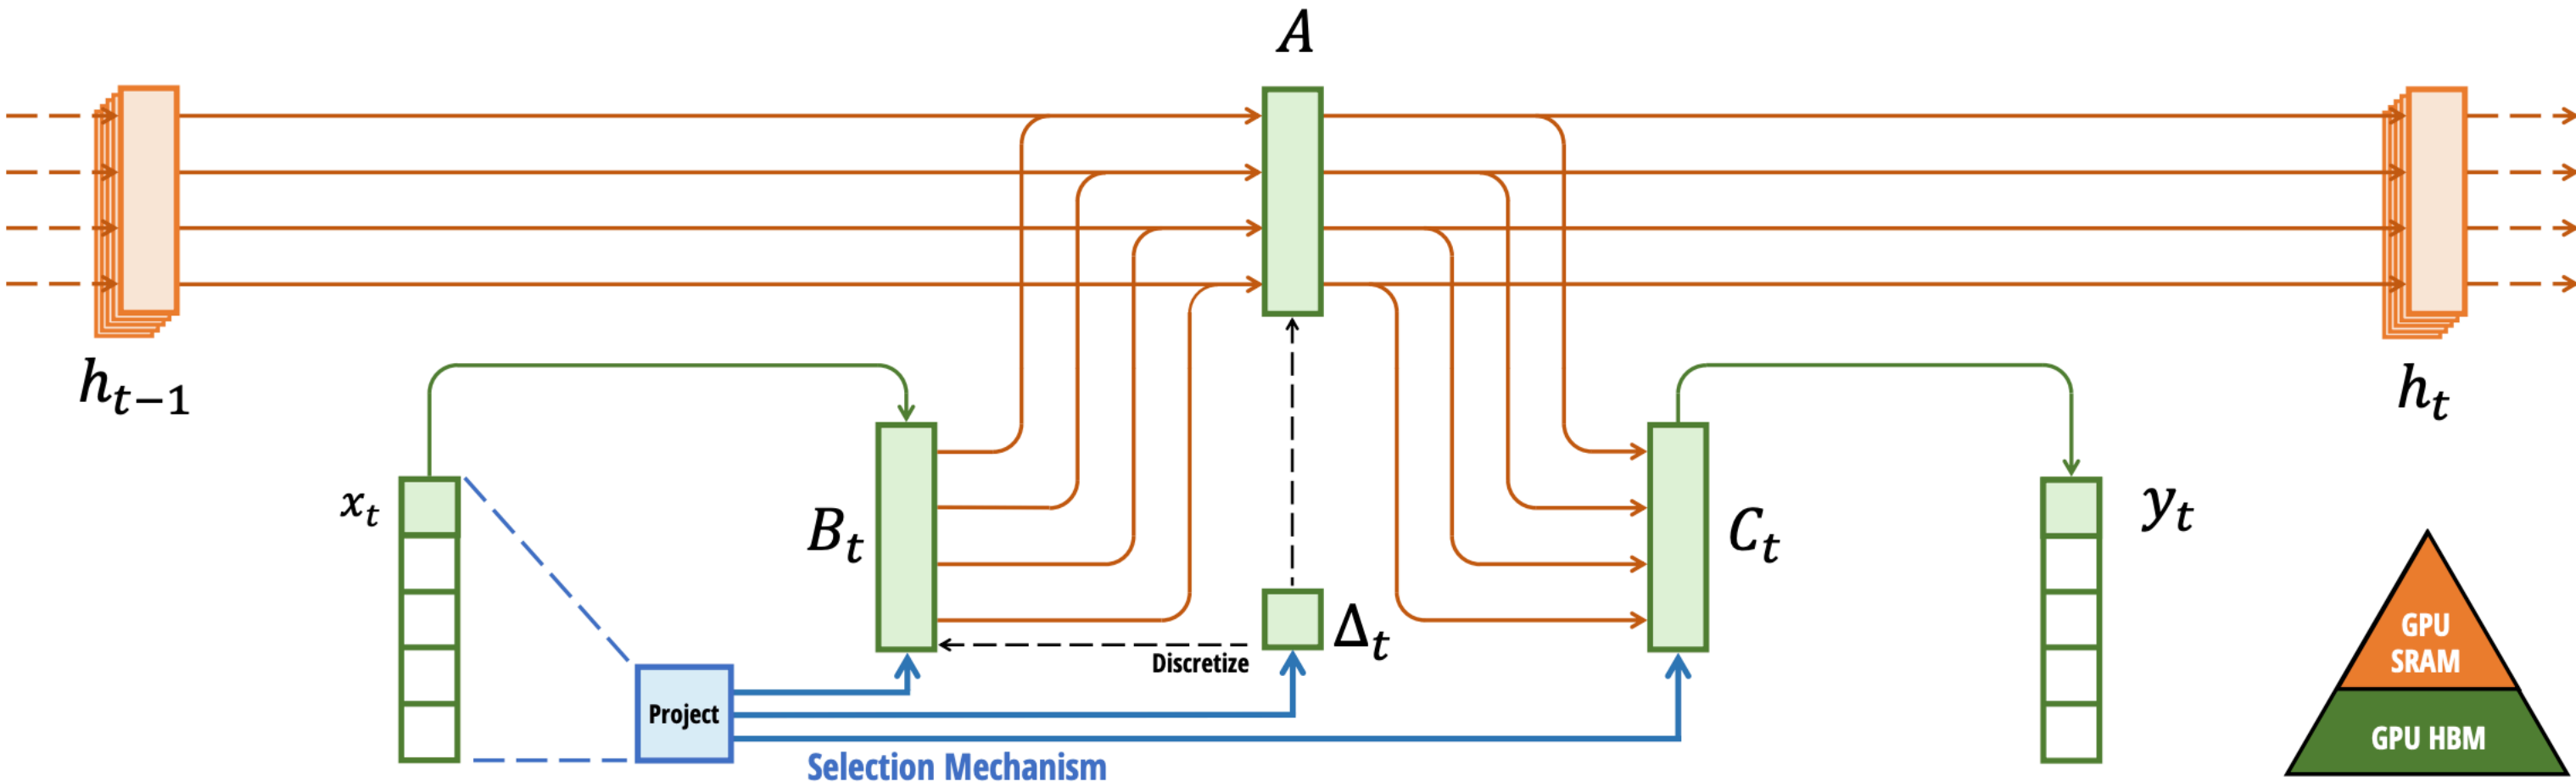 A
h_{t-1}
h_t
x_t
B_t
C_t
y_t
Δ_t
Discretize
Project
Selection Mechanism
GPU
SRAM
GPU HBM